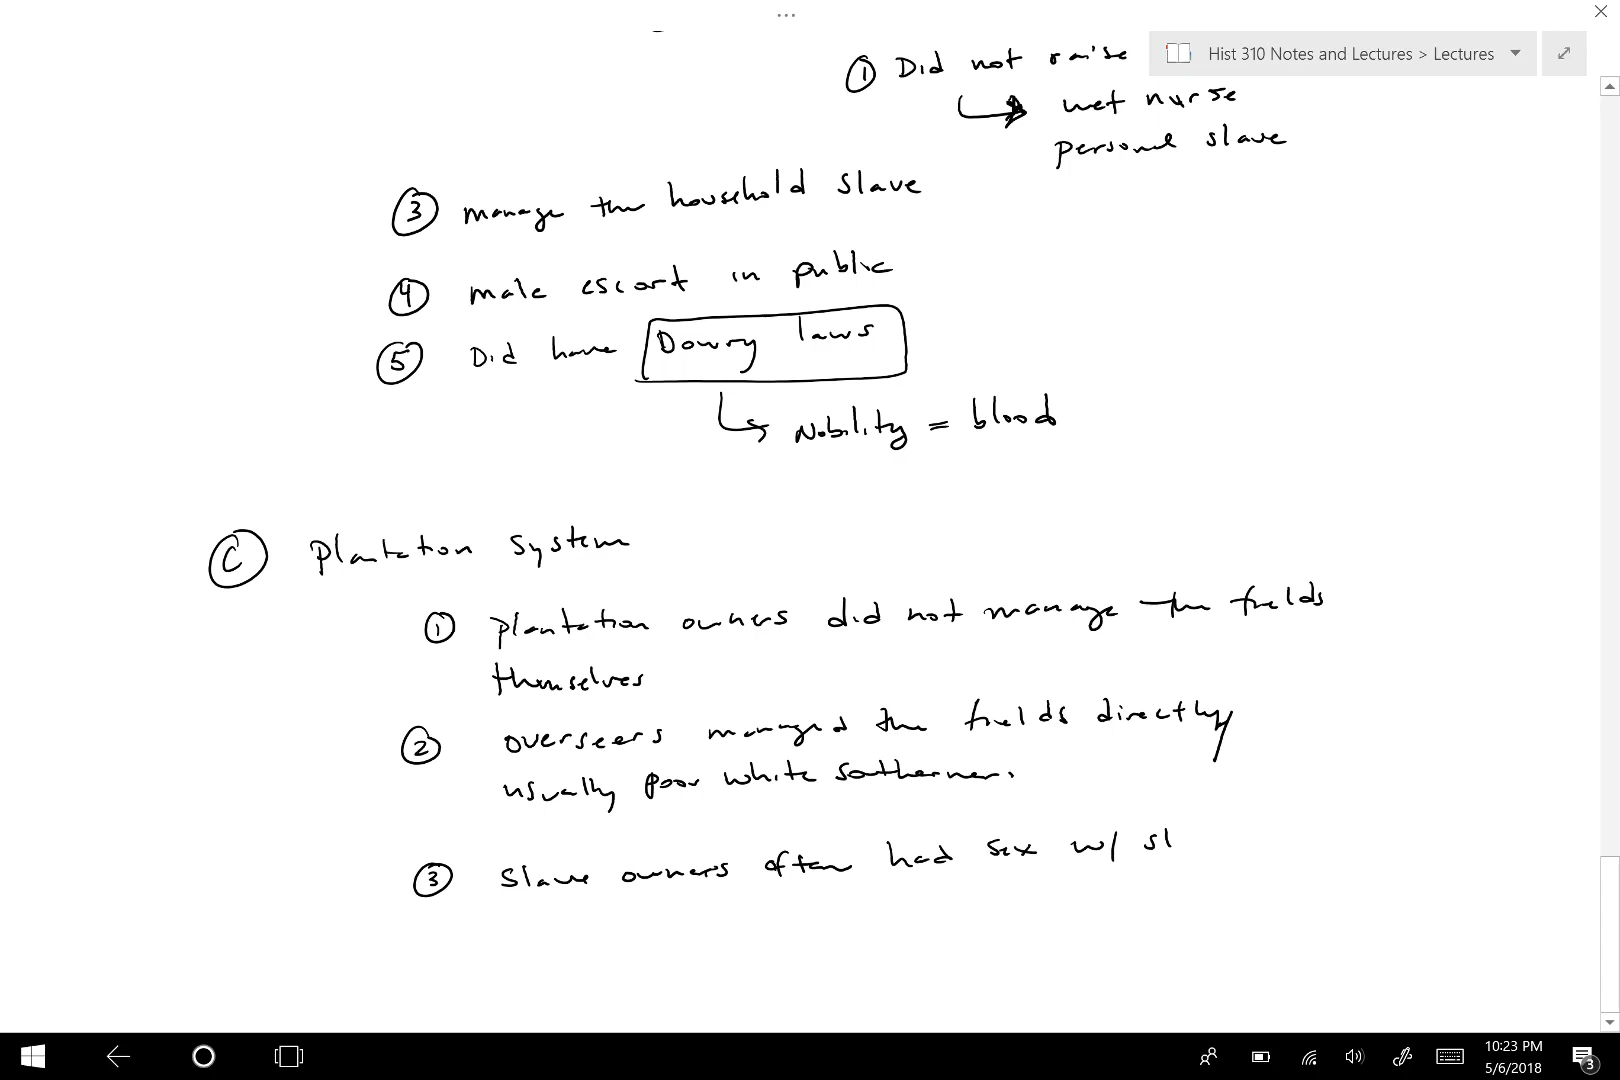 ① Did not raise
Hist 310 Notes and Lectures > Lectures
wet nurse
personal slave
③ manage the household slave
④ male escort in public
⑤ Did have Dowry laws
Nobility = blood
Ⓒ Plantation System
① plantation owners did not manage the fields
themselves
② overseers managed the fields directly
usually poor white southerner.
③ Slave owners often had sex w/ sl
10:23 PM
5/6/2018
3